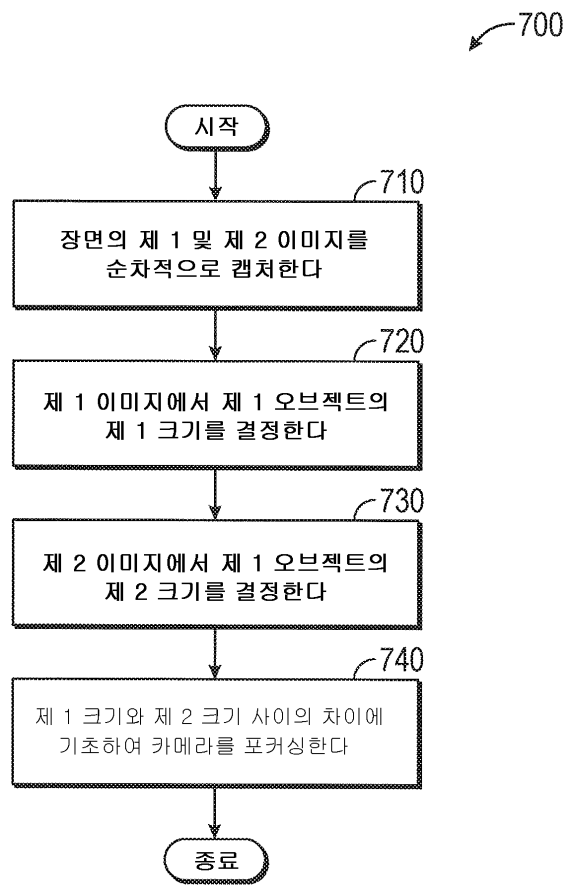 700
시작
710
장면의 제 1 및 제 2 이미지를
순차적으로 캡처한다
720
제 1 이미지에서 제 1 오브젝트의
제 1 크기를 결정한다
730
제 2 이미지에서 제 1 오브젝트의
제 2 크기를 결정한다
740
제 1 크기와 제 2 크기 사이의 차이에
기초하여 카메라를 포커싱한다
종료